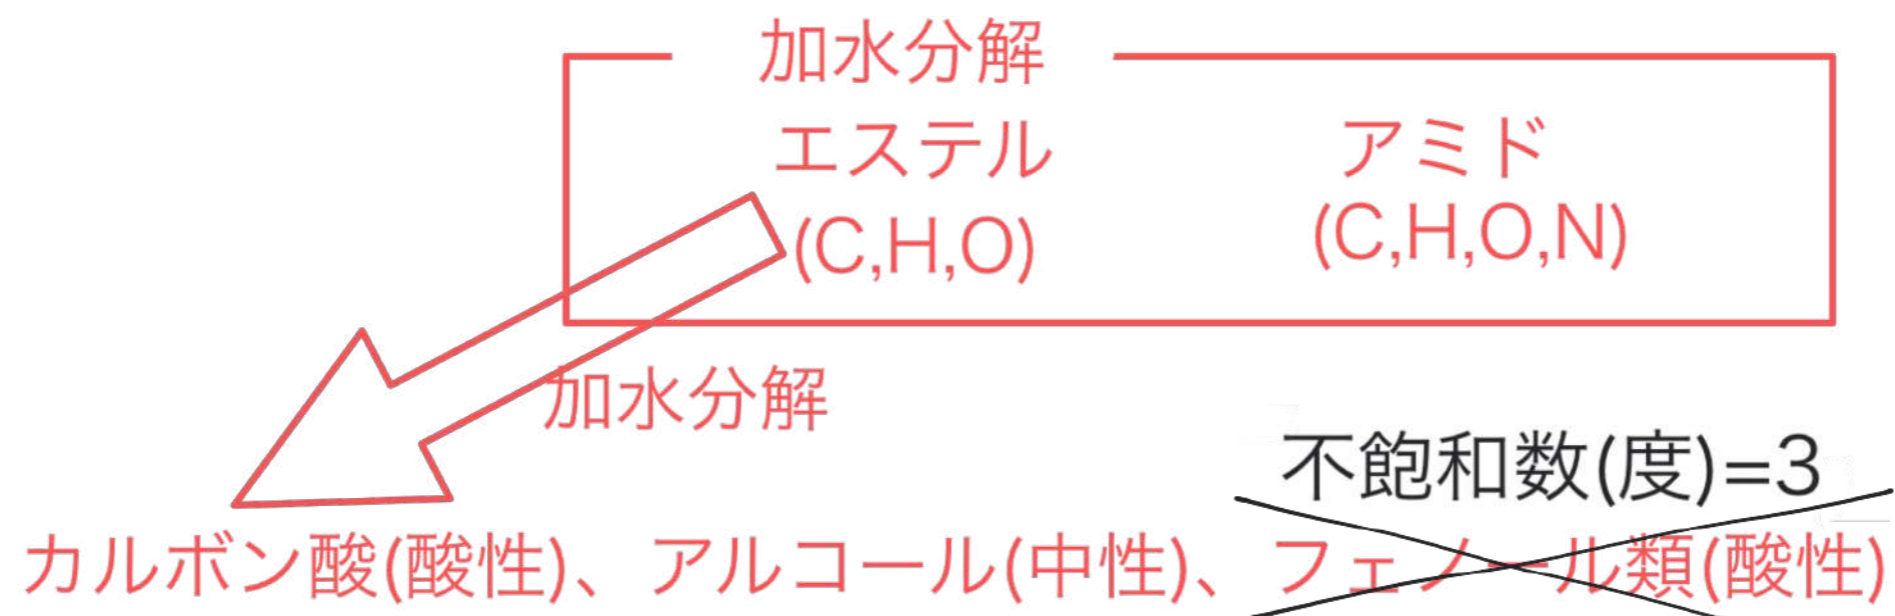 加水分解
エステル アミド
(C,H,O) (C,H,O,N)
加水分解
不飽和数(度)=3
カルボン酸(酸性)、アルコール(中性)、フェノール類(酸性)